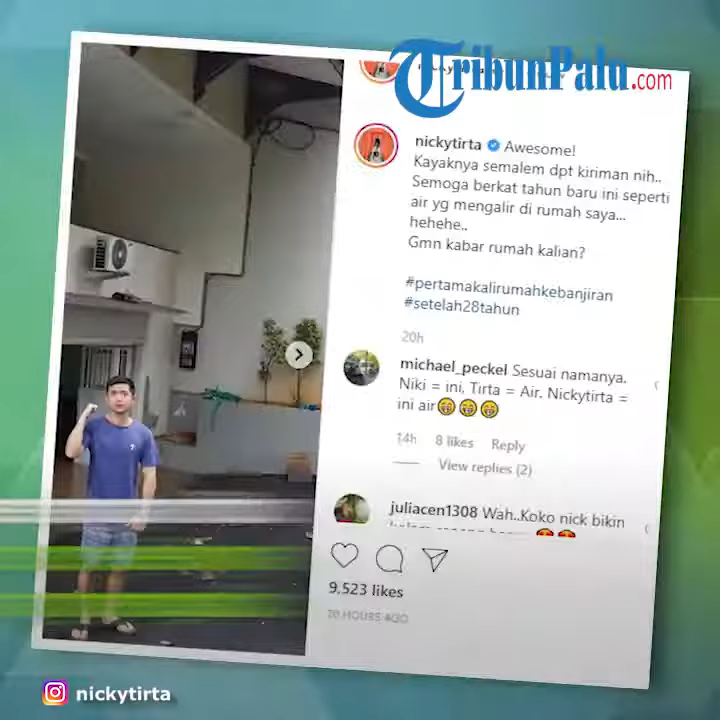 TribunPalu.com
nickytirta Awesome!
Kayaknya semalem dpt kiriman nih..
Semoga berkat tahun baru ini seperti
air yg mengalir di rumah saya...
hehehe..
Gmn kabar rumah kalian?
#pertamakalirumahkebanjiran
#setelah28tahun
20h
michael_peckel Sesuai namanya.
Niki = ini, Tirta = Air. Nickytirta =
ini air😁😁😁
14h 8 likes Reply
View replies (2)
juliacen1308 Wah..Koko nick bikin
9,523 likes
20 HOURS AGO
nickytirta